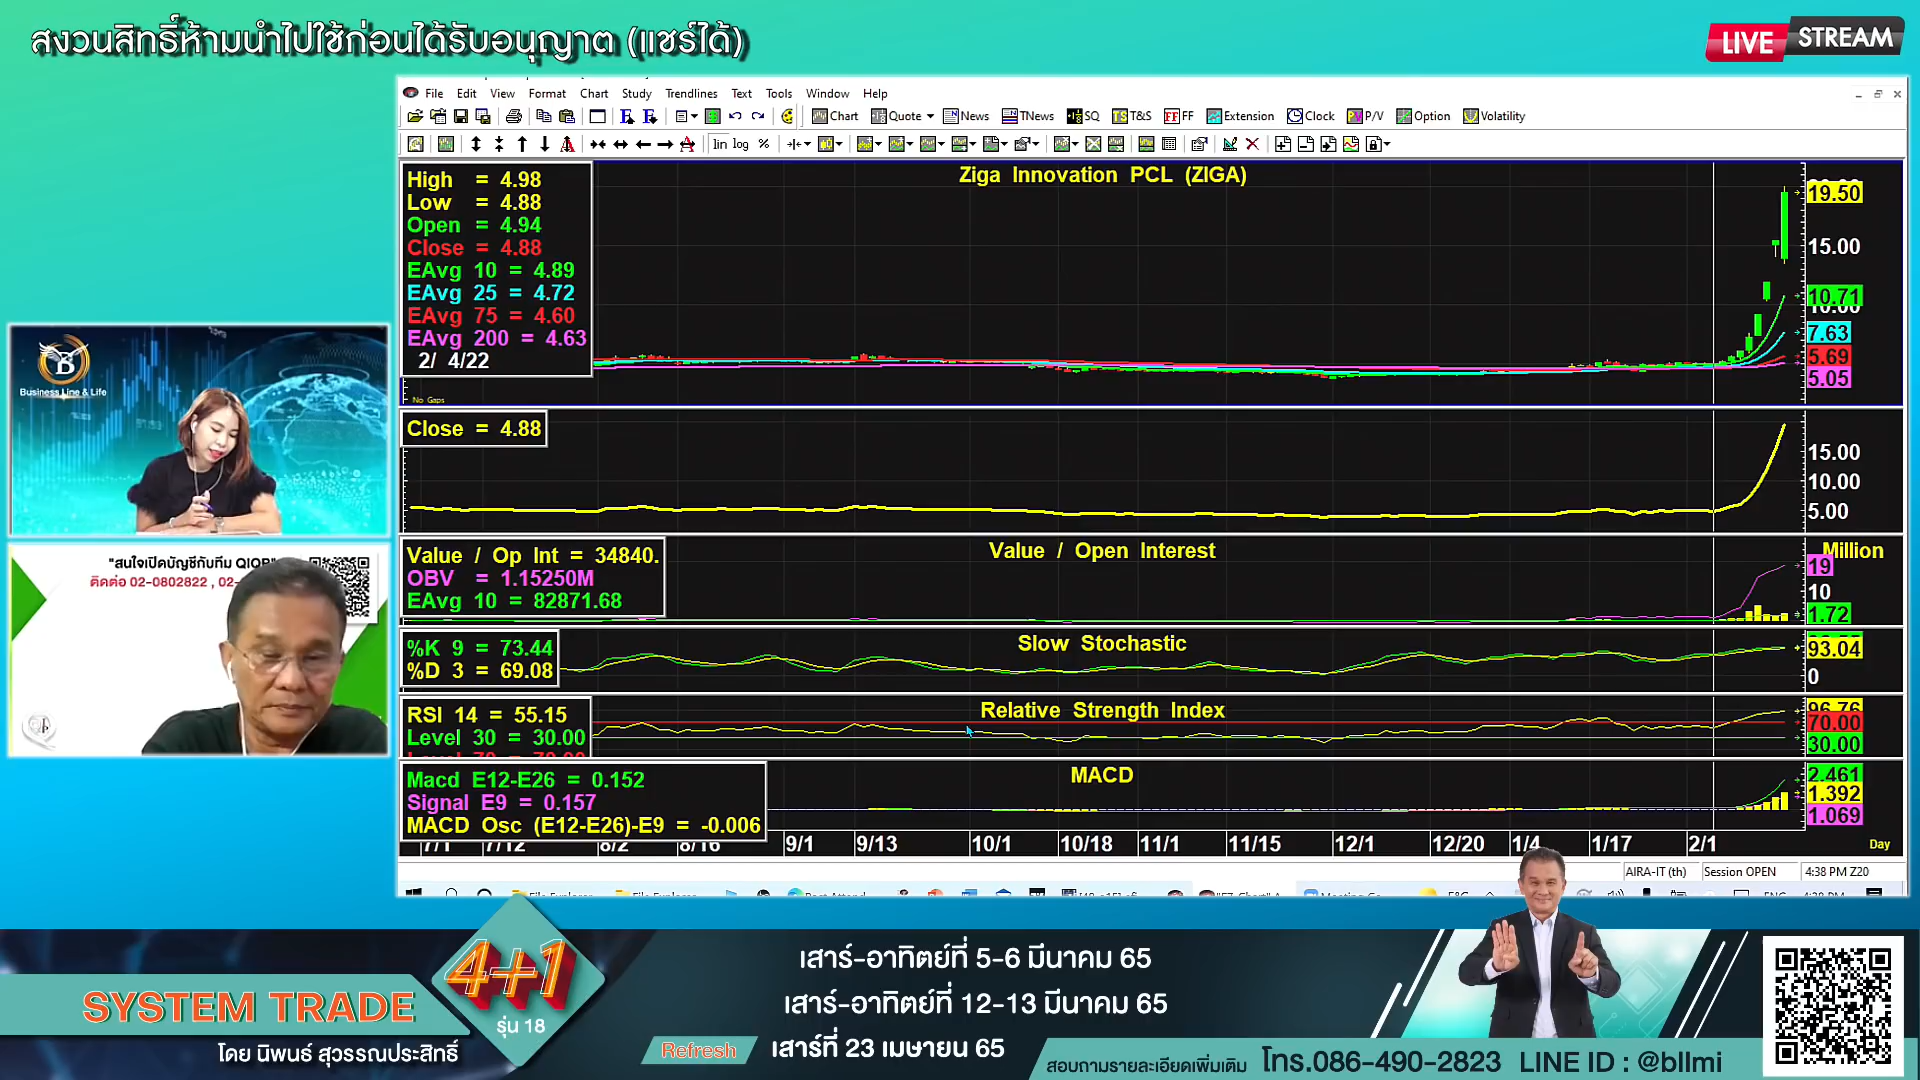 สงวนสิทธิ์ห้ามนำไปใช้ก่อนได้รับอนุญาต (แชร์ได้)
LIVE STREAM
File Edit View Format Chart Study Trendlines Text Tools Window Help
Chart Quote News TNews SQ T&S FF Extension Clock P/V Option Volatility
lin log %
Ziga Innovation PCL (ZIGA)
High = 4.98
Low = 4.88
Open = 4.94
Close = 4.88
EAvg 10 = 4.89
EAvg 25 = 4.72
EAvg 75 = 4.60
EAvg 200 = 4.63
2/ 4/22
No Gaps
19.50
15.00
10.71
10.00
7.63
5.69
5.05
Close = 4.88
15.00
10.00
5.00
Value / Op Int = 34840.
OBV = 1.15250M
EAvg 10 = 82871.68
Value / Open Interest
Million
19
10
1.72
%K 9 = 73.44
%D 3 = 69.08
Slow Stochastic
93.04
0
RSI 14 = 55.15
Level 30 = 30.00
Relative Strength Index
96.76
70.00
30.00
Macd E12-E26 = 0.152
Signal E9 = 0.157
MACD Osc (E12-E26)-E9 = -0.006
MACD
2.461
1.392
1.069
7/1 7/12 8/2 8/16 9/1 9/13 10/1 10/18 11/1 11/15 12/1 12/20 1/4 1/17 2/1 Day
AIRA-IT (th) Session OPEN 4:38 PM Z20
B
Business Line & Life
"สนใจเปิดบัญชีกับทีม QIOP"
ติดต่อ 02-0802822 , 02-
SYSTEM TRADE
4+1
รุ่น 18
โดย นิพนธ์ สุวรรณประสิทธิ์
เสาร์-อาทิตย์ที่ 5-6 มีนาคม 65
เสาร์-อาทิตย์ที่ 12-13 มีนาคม 65
Refresh เสาร์ที่ 23 เมษายน 65
สอบถามรายละเอียดเพิ่มเติม โทร.086-490-2823 LINE ID : @bllmi